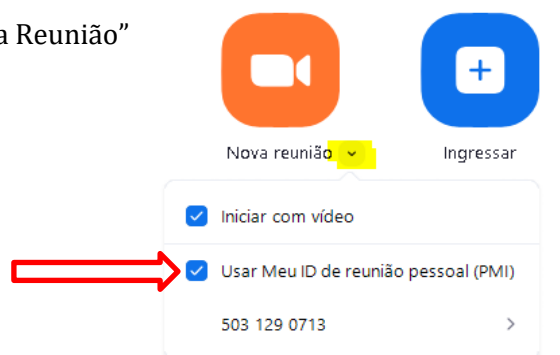 a Reunião”
Nova reunião
Ingressar
Iniciar com vídeo
Usar Meu ID de reunião pessoal (PMI)
503 129 0713